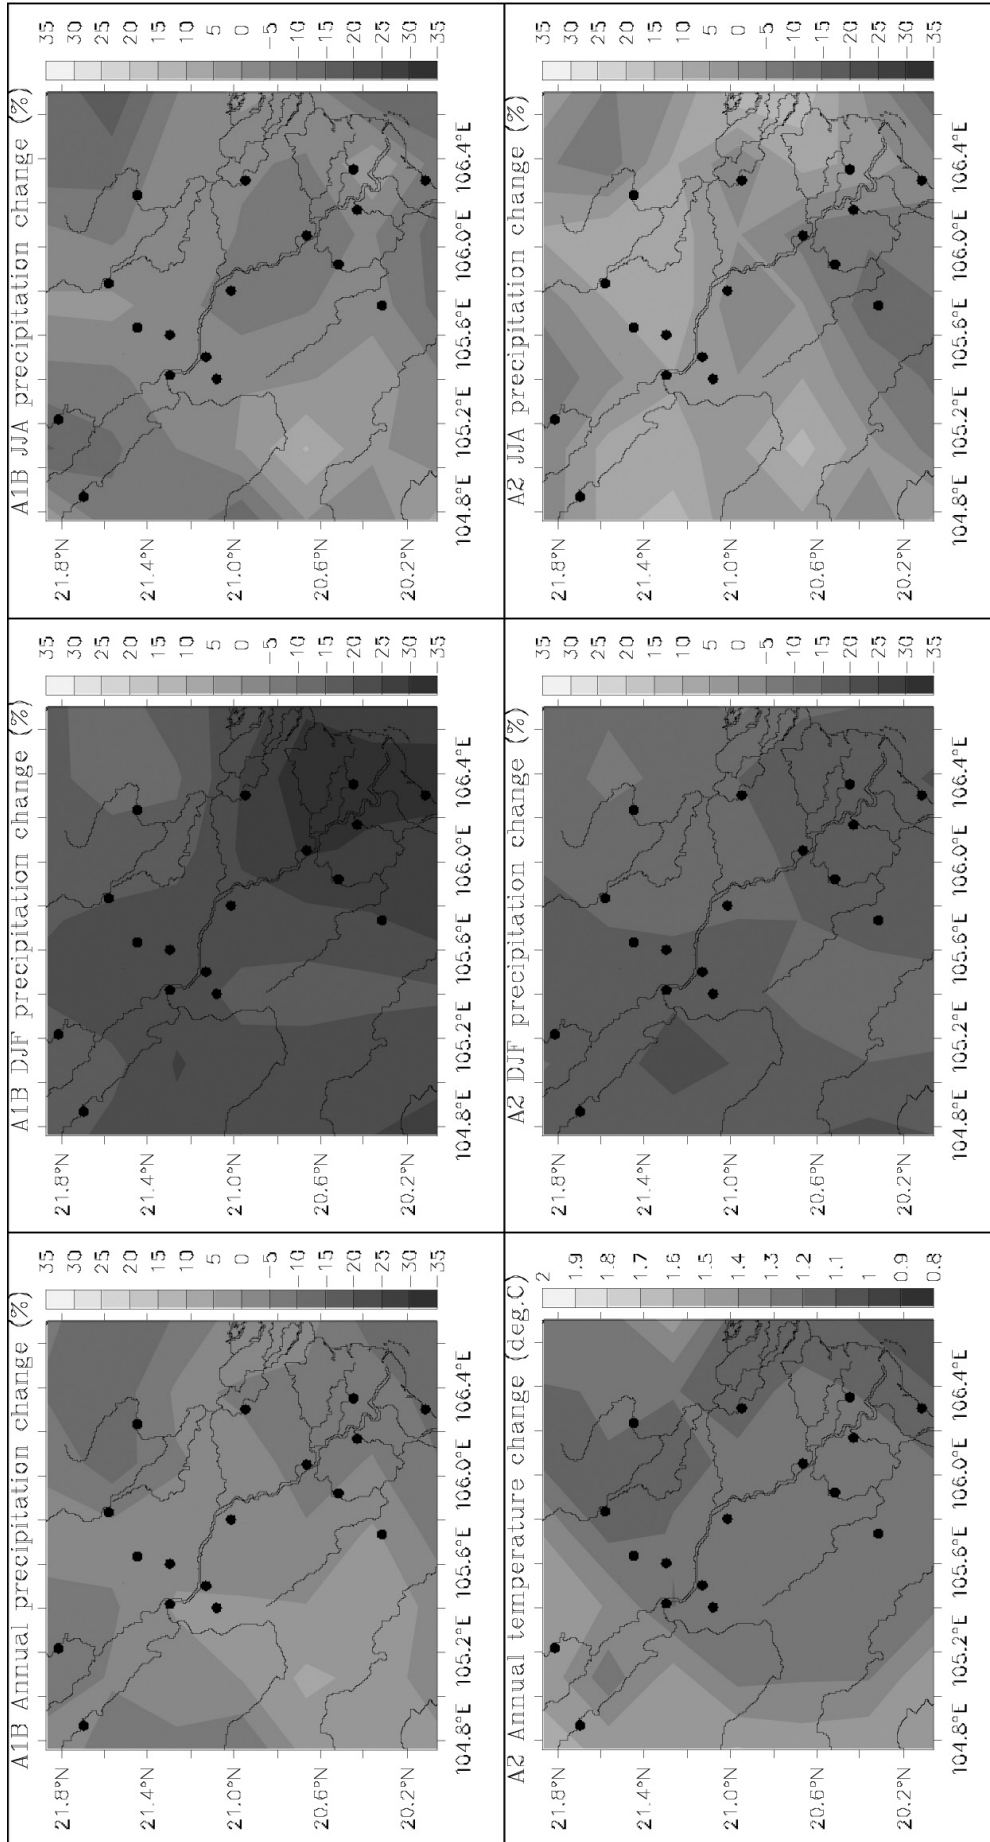 A1B Annual precipitation change (%)
35
30
25
20
15
10
5
0
−5
−10
−15
20
25
−30
35
21.8°N
21.4°N
21.0°N
20.6°N
20.2°N
104.8°E 105.2°E 105.6°E 106.0°E 106.4°E
A1B DJF precipitation change (%)
35
30
25
20
15
10
5
0
−5
−10
−15
20
25
−30
35
21.8°N
21.4°N
21.0°N
20.6°N
20.2°N
104.8°E 105.2°E 105.6°E 106.0°E 106.4°E
A1B JJA precipitation change (%)
35
30
25
20
15
10
5
0
−5
−10
−15
20
25
−30
35
21.8°N
21.4°N
21.0°N
20.6°N
20.2°N
104.8°E 105.2°E 105.6°E 106.0°E 106.4°E
A2 Annual temperature change (deg.C)
2
1.9
1.8
1.7
1.6
1.5
1.4
1.3
1.2
1.1
1
0.9
0.8
21.8°N
21.4°N
21.0°N
20.6°N
20.2°N
104.8°E 105.2°E 105.6°E 106.0°E 106.4°E
A2 DJF precipitation change (%)
35
30
25
20
15
10
5
0
−5
10
−15
20
25
−30
35
21.8°N
21.4°N
21.0°N
20.6°N
20.2°N
104.8°E 105.2°E 105.6°E 106.0°E 106.4°E
A2 JJA precipitation change (%)
35
30
25
20
15
10
5
0
−5
10
−15
20
25
−30
35
21.8°N
21.4°N
21.0°N
20.6°N
20.2°N
104.8°E 105.2°E 105.6°E 106.0°E 106.4°E